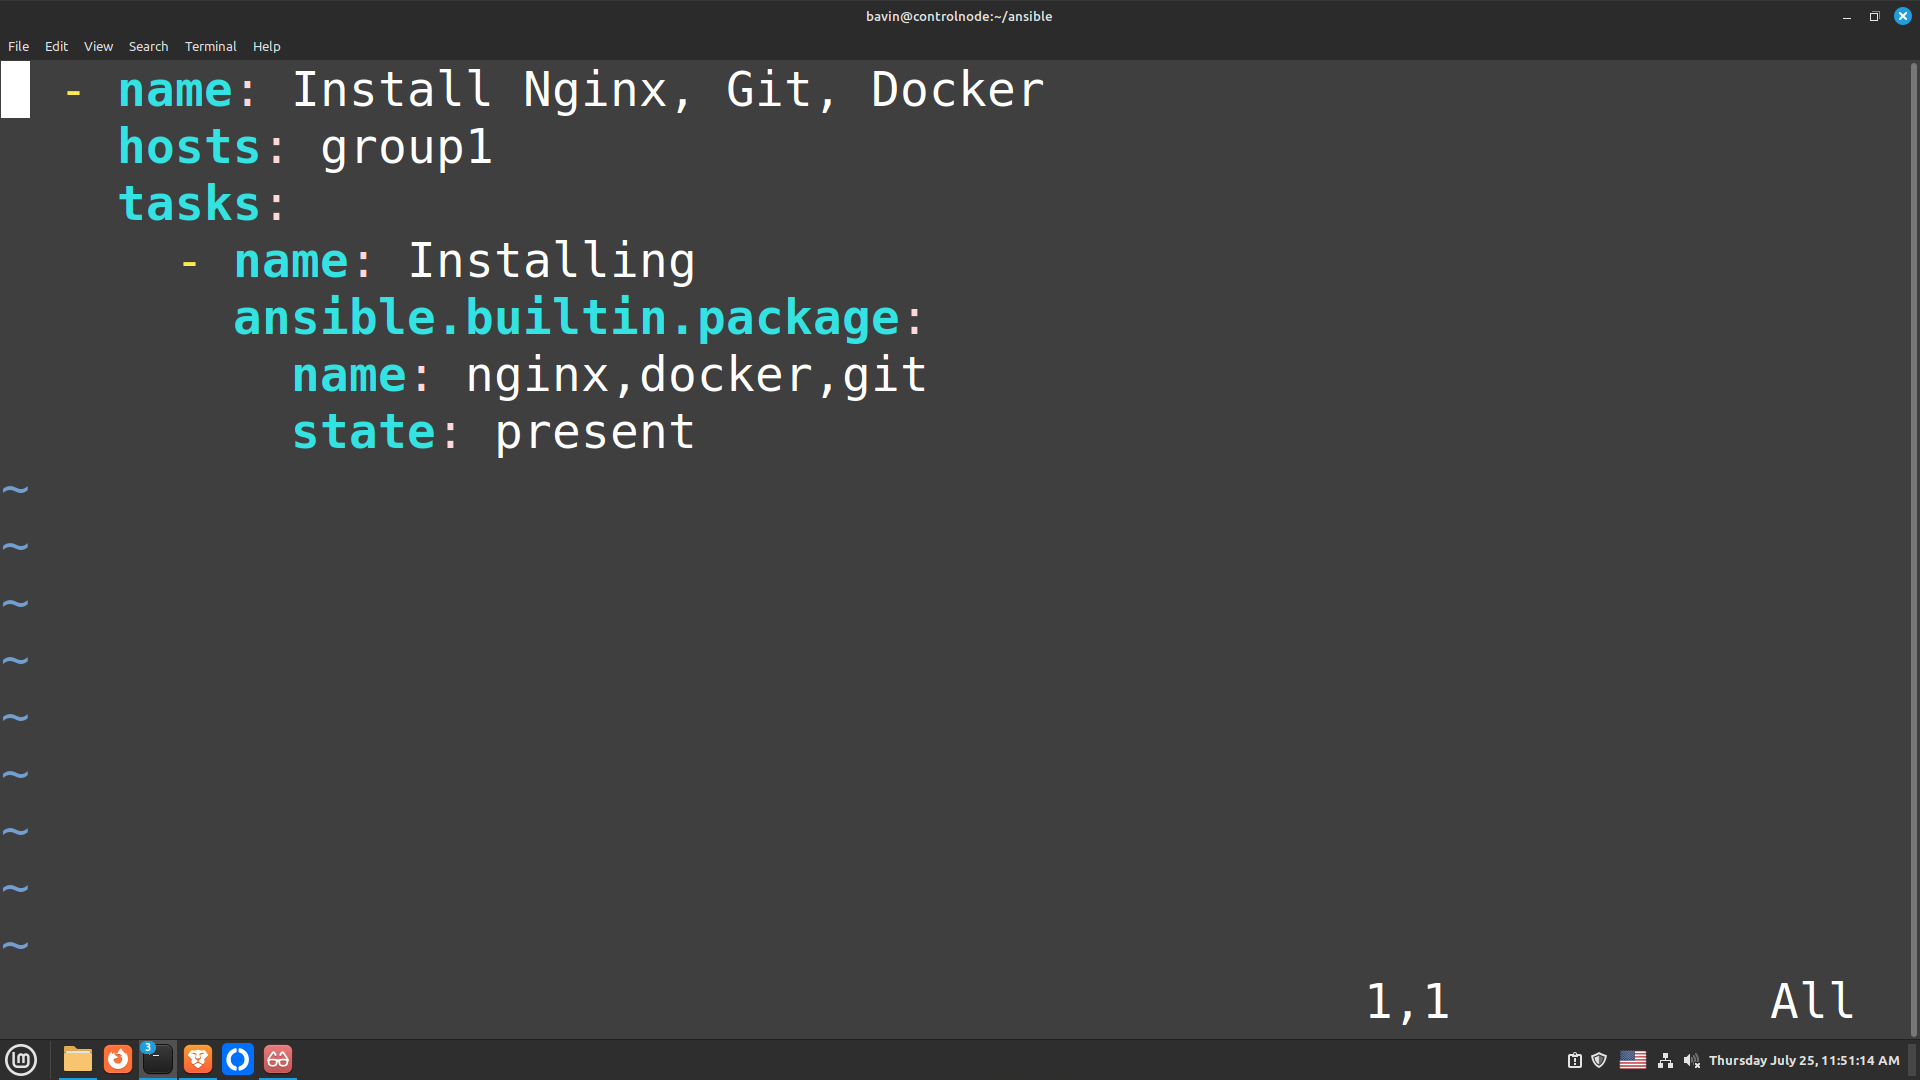 bavin@controlnode:~/ansible
File Edit View Search Terminal Help
- name: Install Nginx, Git, Docker
hosts: group1
tasks:
- name: Installing
ansible.builtin.package:
name: nginx,docker,git
state: present
~
~
~
~
~
~
~
~
~
1,1 All
lm 3 Thursday July 25, 11:51:14 AM